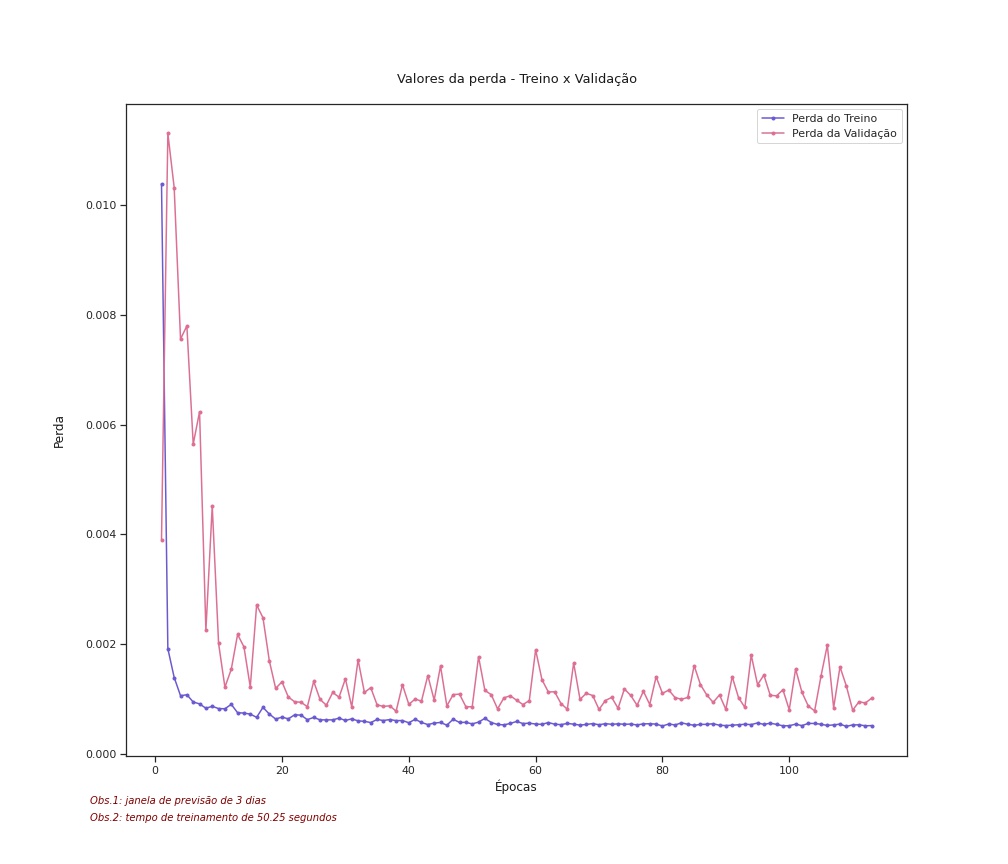 Valores da perda - Treino x Validação
Perda do Treino
Perda da Validação
0.010
0.008
0.006
0.004
0.002
0.000
Perda
0 20 40 60 80 100
Épocas
Obs.1: janela de previsão de 3 dias
Obs.2: tempo de treinamento de 50.25 segundos